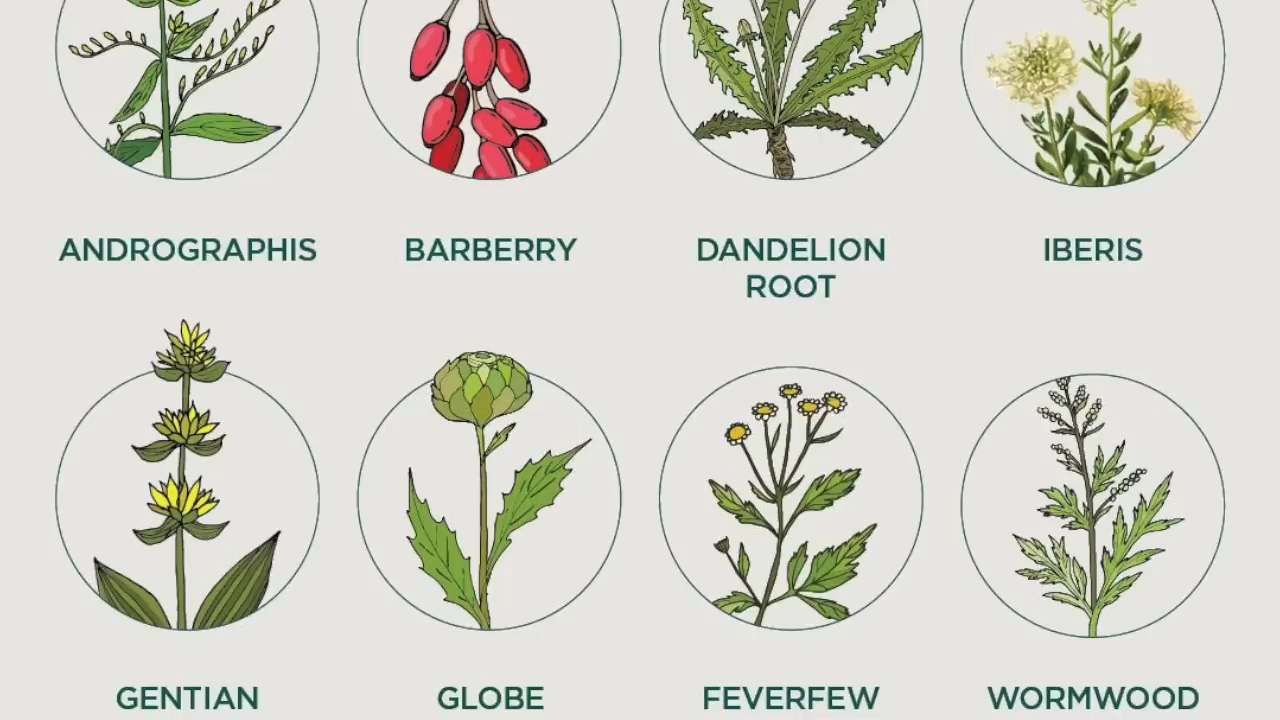 ANDROGRAPHIS
BARBERRY
DANDELION
ROOT
IBERIS
GENTIAN
GLOBE
FEVERFEW
WORMWOOD